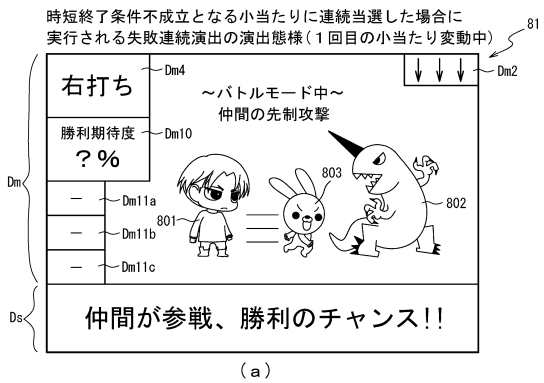 時短終了条件不成立となる小当たりに連続当選した場合に
実行される失敗連続演出の演出態様（１回目の小当たり変動中）
81
右打ち
Dm4
↓ ↓ ↓
Dm2
～バトルモード中～
仲間の先制攻撃
勝利期待度
？％
Dm10
Dm
－
Dm11a
－
Dm11b
－
Dm11c
801
803
802
Ds
仲間が参戦、勝利のチャンス!!
(a)